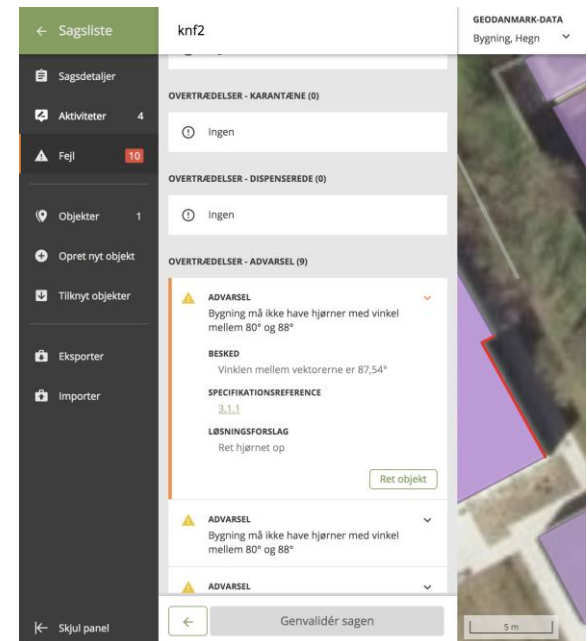 Sagsliste
Sagsdetaljer
Aktiviteter 4
Fejl 10
Objekter 1
Opret nyt objekt
Tilknyt objekter
Eksporter
Importer
Skjul panel
knf2
OVERTRÆDELSER - KARANTÆNE (0)
Ingen
OVERTRÆDELSER - DISPENSEREDE (0)
Ingen
OVERTRÆDELSER - ADVARSEL (9)
ADVARSEL
Bygning må ikke have hjørner med vinkel
mellem 80° og 88°
BESKED
Vinklen mellem vektorerne er 87,54°
SPECIFIKATIONSREFERENCE
3.1.1
LØSNINGSFORSLAG
Ret hjørnet op
Ret objekt
ADVARSEL
Bygning må ikke have hjørner med vinkel
mellem 80° og 88°
ADVARSEL
Genvalidér sagen
GEODANMARK-DATA
Bygning, Hegn
5 m